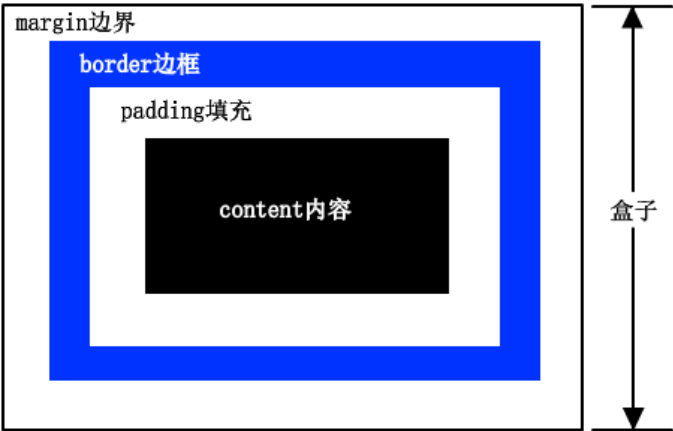 margin边界
border边框
padding填充
content内容
盒子